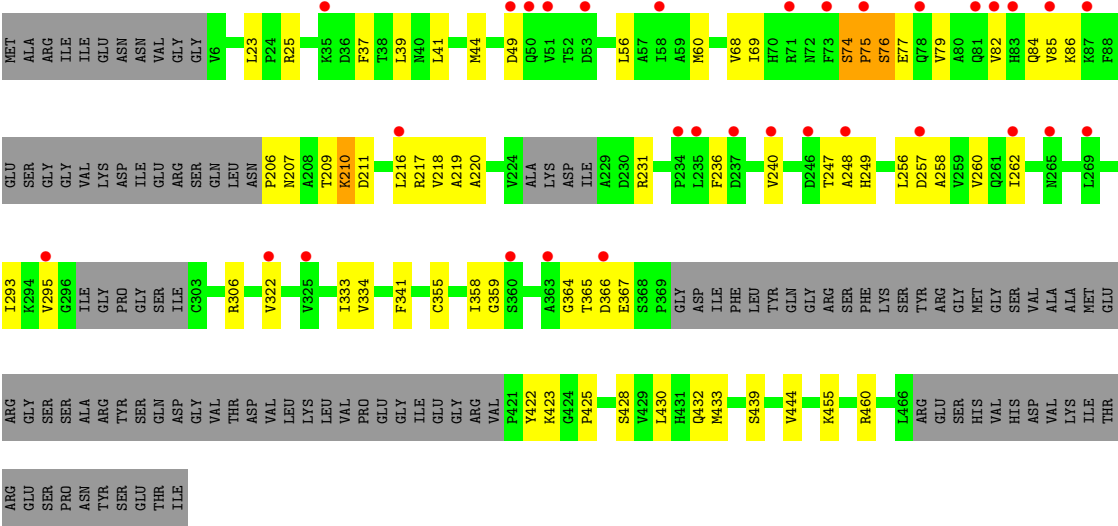 MET ALA ARG ILE ILE GLU ASN ASN VAL GLY GLY V6 L23 P24 R25 K35 D36 F37 T38 L39 N40 L41 M44 D49 Q50 V51 T52 D53 L56 A57 I58 A59 M60 V68 I69 H70 R71 N72 F73 S74 P75 S76 E77 Q78 V79 A80 Q81 V82 H83 Q84 V85 K86 K87 F88
GLU SER GLY GLY VAL LYS ASP ILE GLU ARG SER GLN LEU ASN P206 N207 A208 T209 K210 D211 L216 R217 V218 A219 A220 V224 ALA LYS ASP ILE A229 D230 R231 P234 L235 F236 D237 V240 D246 T247 A248 H249 L256 D257 A258 V259 V260 Q261 I262 N265 L269
I293 K294 V295 G296 ILE GLY PRO GLY SER ILE C303 R306 V322 V325 I333 V334 F341 C355 I358 G359 S360 A363 G364 T365 D366 E367 S368 P369 GLY ASP ILE PHE LEU TYR GLN GLY ARG SER PHE LYS SER TYR ARG GLY MET GLY SER VAL ALA ALA MET GLU
ARG GLY SER SER ALA ARG TYR SER GLN ASP GLY VAL THR ASP VAL LEU LYS LEU VAL PRO GLU GLY ILE GLU GLY ARG VAL P421 Y422 K423 G424 P425 S428 V429 L430 H431 Q432 M433 S439 V444 K455 R460 L466 ARG GLU SER HIS VAL HIS ASP VAL LYS ILE THR
ARG GLU SER PRO ASN TYR SER GLU THR ILE